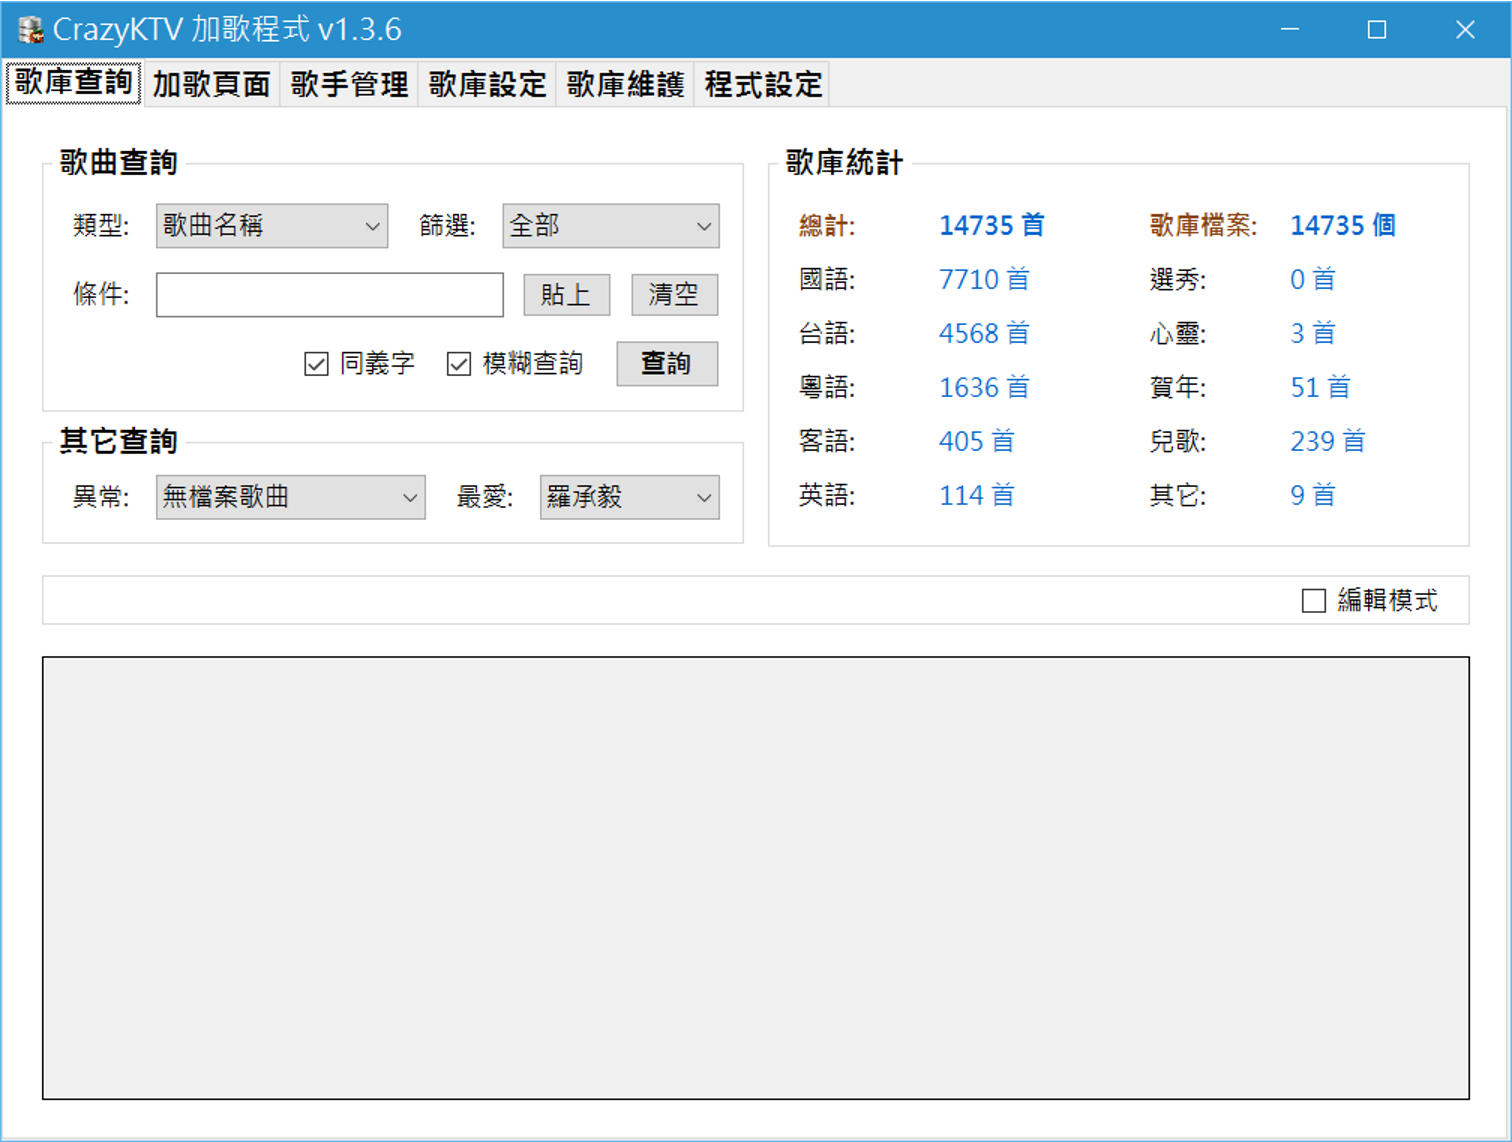 CrazyKTV 加歌程式 v1.3.6
歌庫查詢 加歌頁面 歌手管理 歌庫設定 歌庫維護 程式設定
歌曲查詢
類型: 歌曲名稱 篩選: 全部
條件: 貼上 清空
同義字 模糊查詢 查詢
其它查詢
異常: 無檔案歌曲 最愛: 羅承毅
歌庫統計
總計: 14735 首 歌庫檔案: 14735 個
國語: 7710 首 選秀: 0 首
台語: 4568 首 心靈: 3 首
粵語: 1636 首 賀年: 51 首
客語: 405 首 兒歌: 239 首
英語: 114 首 其它: 9 首
編輯模式